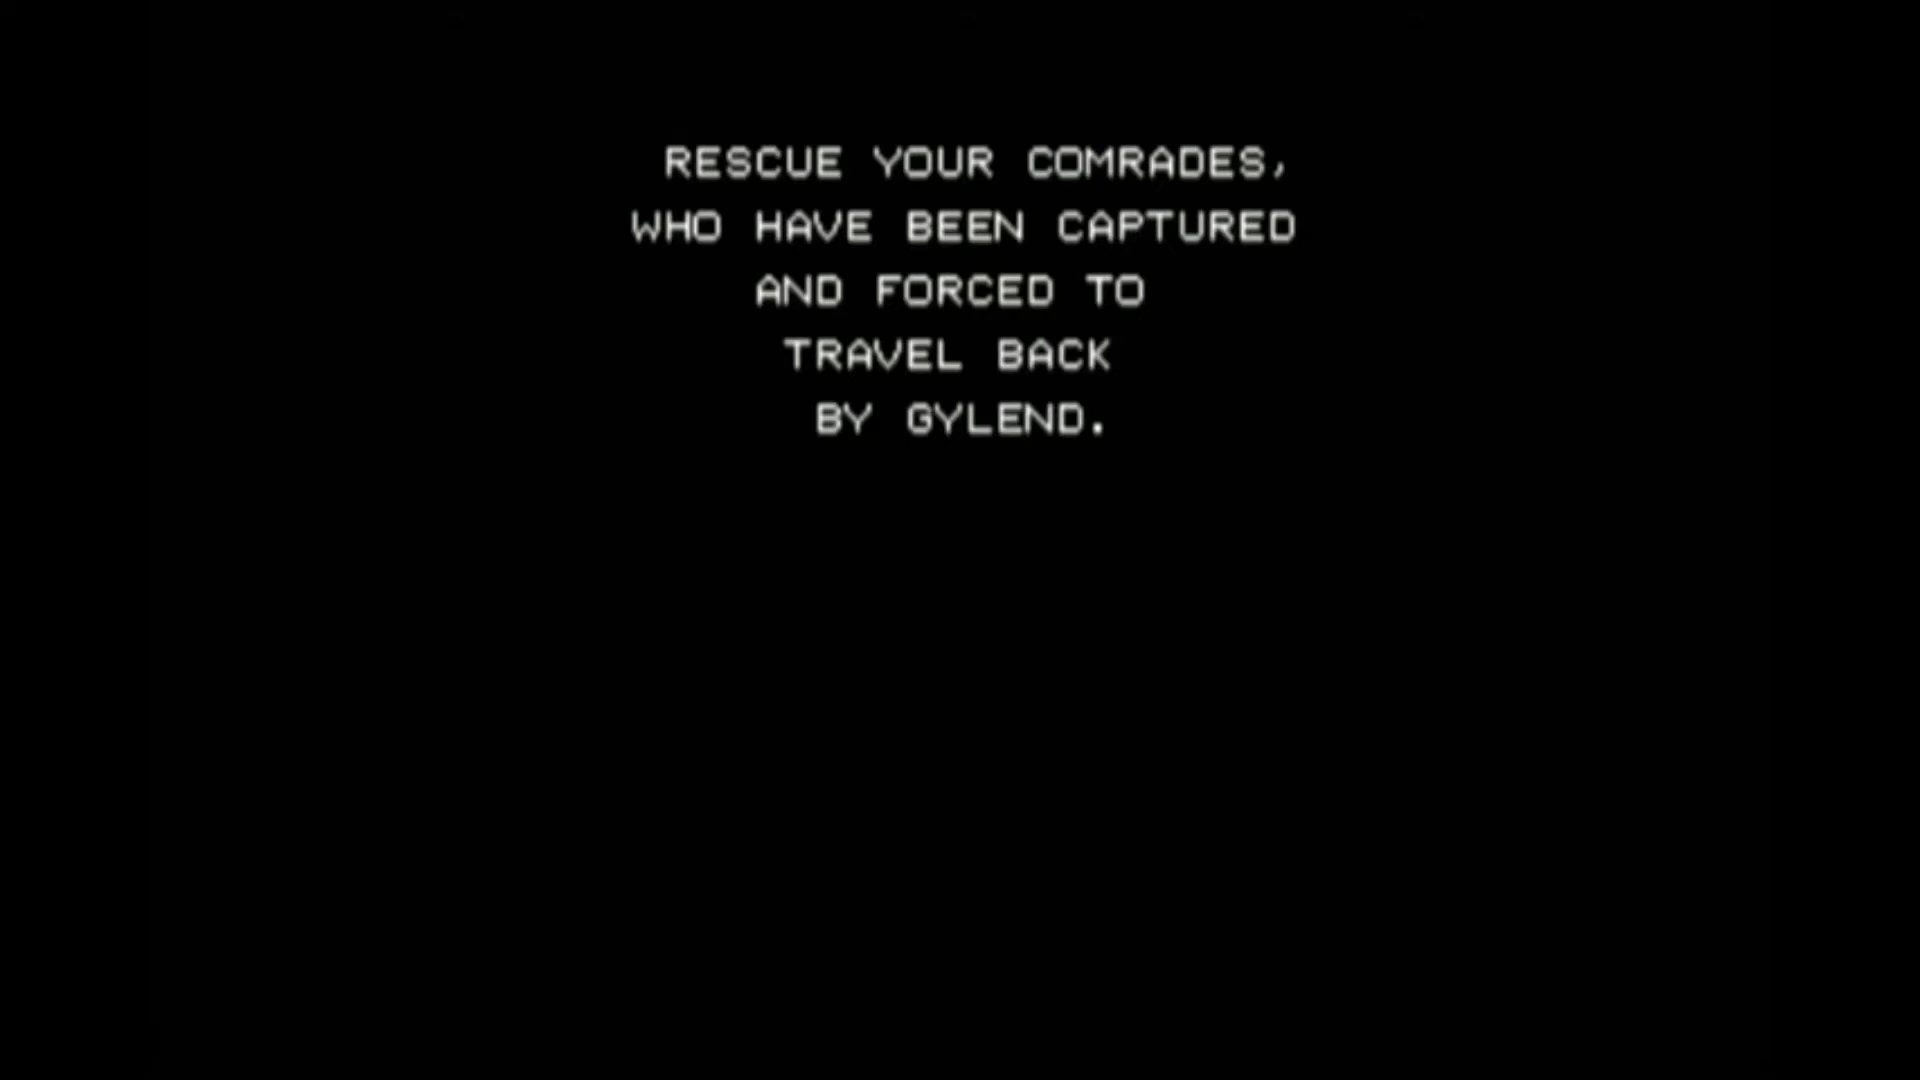 RESCUE YOUR COMRADES,
WHO HAVE BEEN CAPTURED
AND FORCED TO
TRAVEL BACK
BY GYLEND.